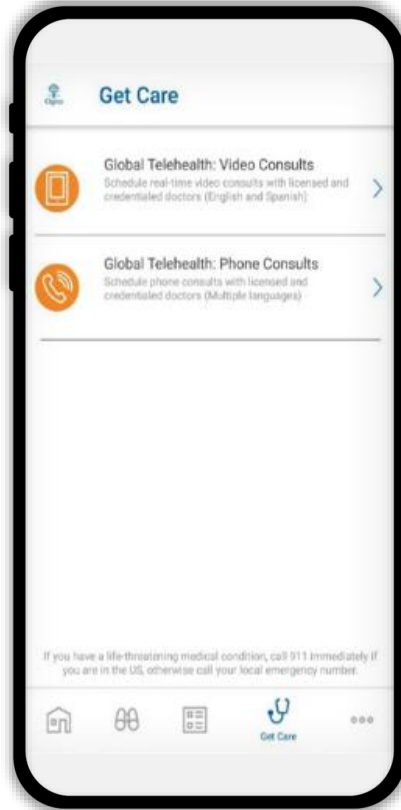 Cigna
Get Care
Global Telehealth: Video Consults
Schedule real-time video consults with licensed and
credentialed doctors (English and Spanish)
Global Telehealth: Phone Consults
Schedule phone consults with licensed and
credentialed doctors (Multiple languages)
If you have a life-threatening medical condition, call 911 immediately if
you are in the US, otherwise call your local emergency number.
Get Care